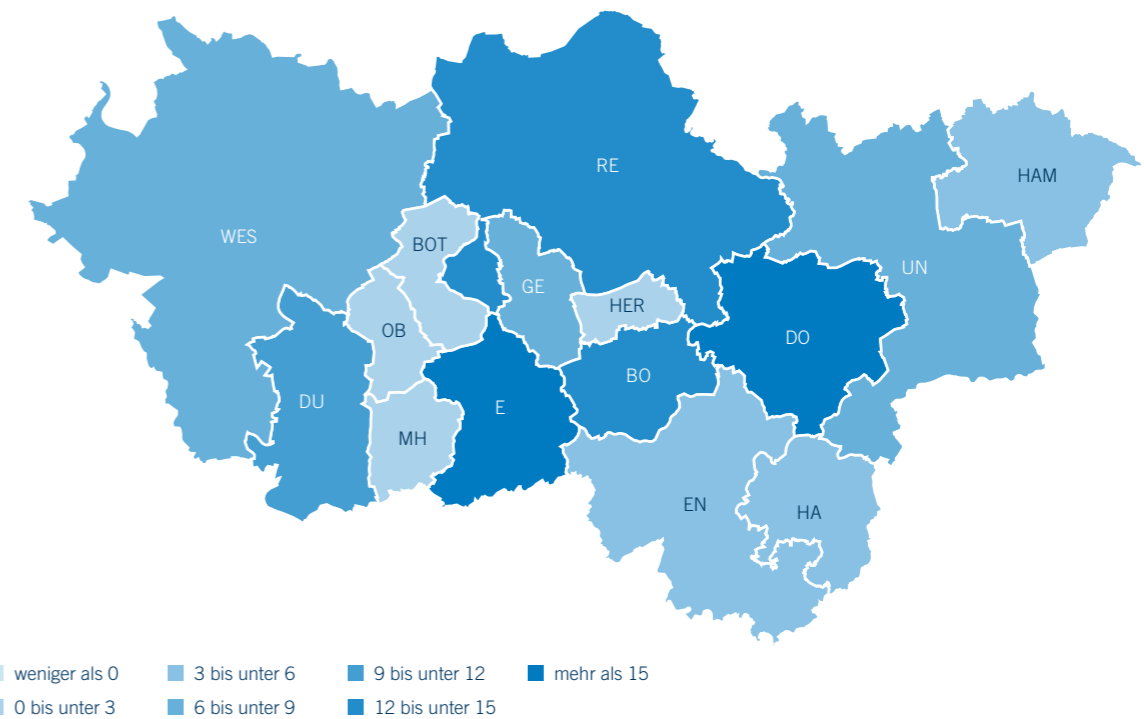 RE
HAM
WES
BOT
UN
GE
HER
OB
DO
BO
DU
E
MH
EN
HA
weniger als 0
3 bis unter 6
9 bis unter 12
mehr als 15
0 bis unter 3
6 bis unter 9
12 bis unter 15